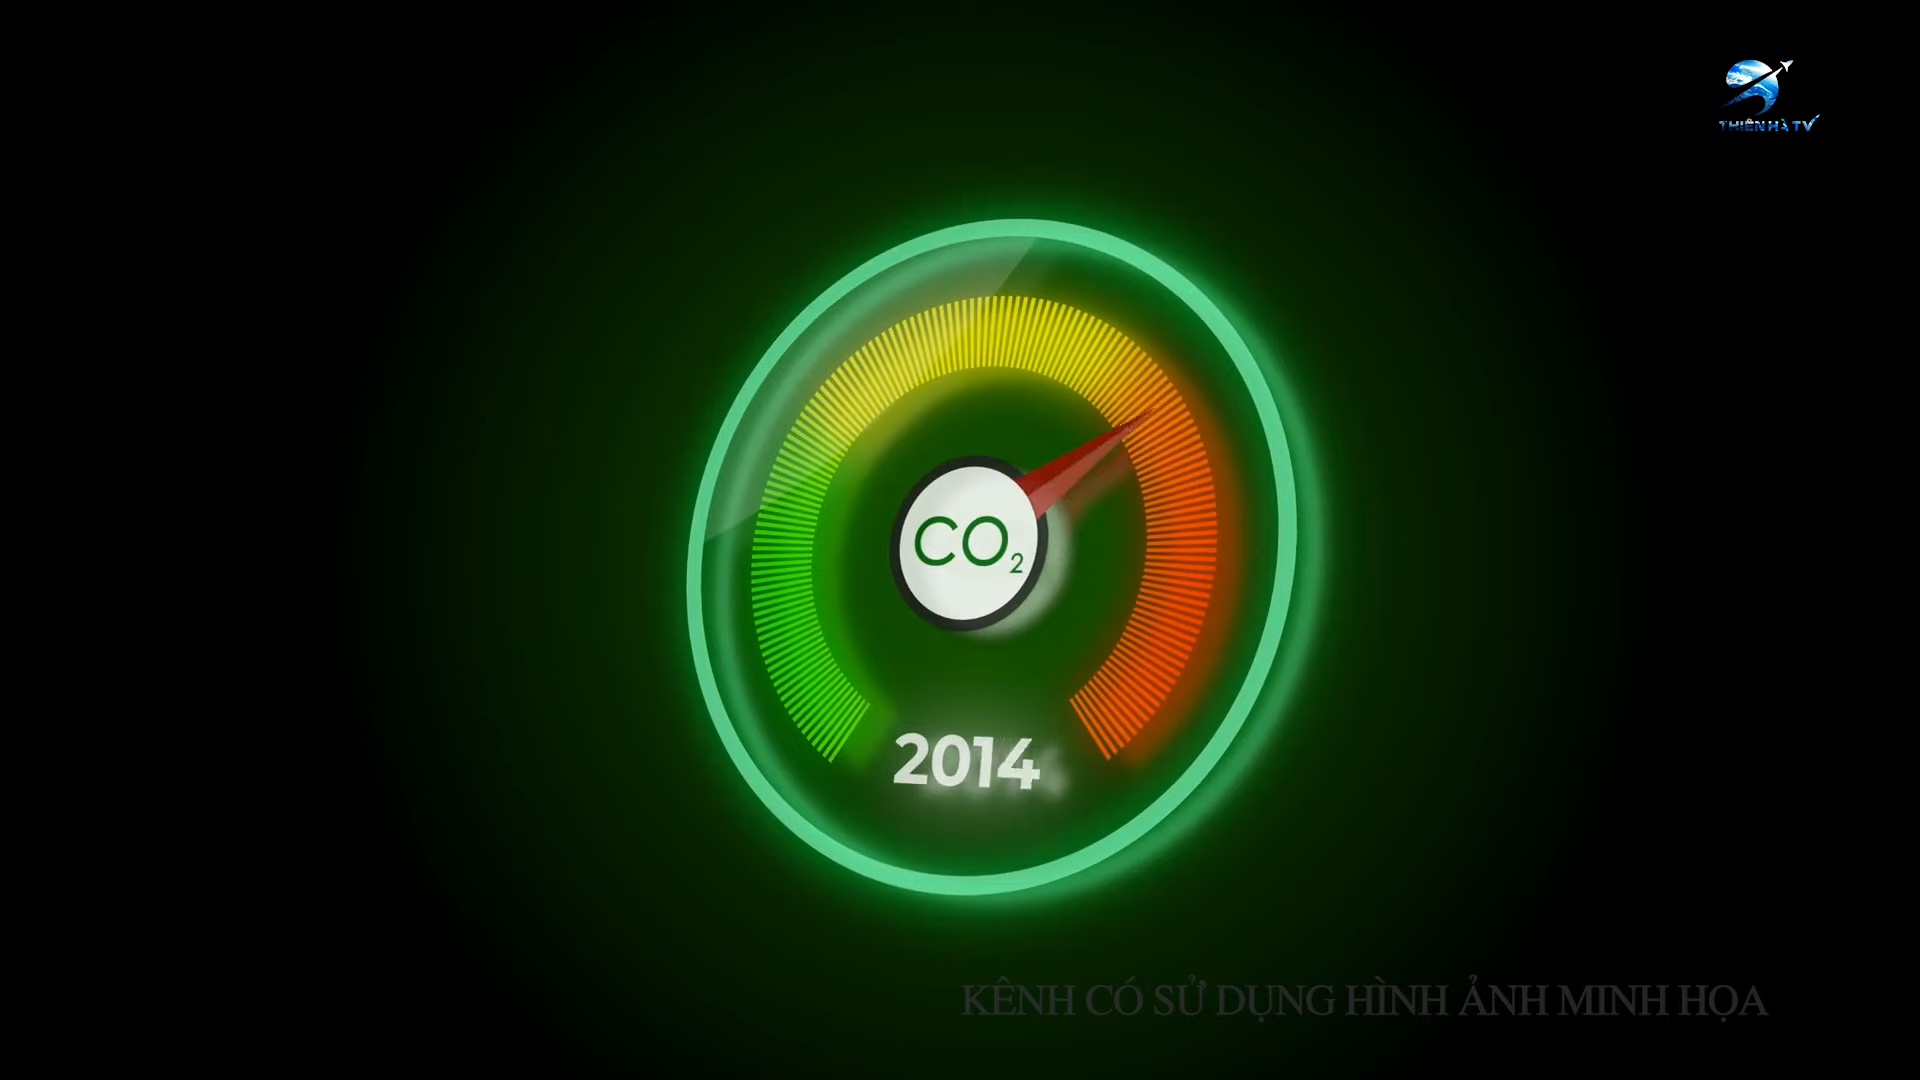 THIÊN HÀ TV
CO₂
2014
KÊNH CÓ SỬ DỤNG HÌNH ẢNH MINH HỌA